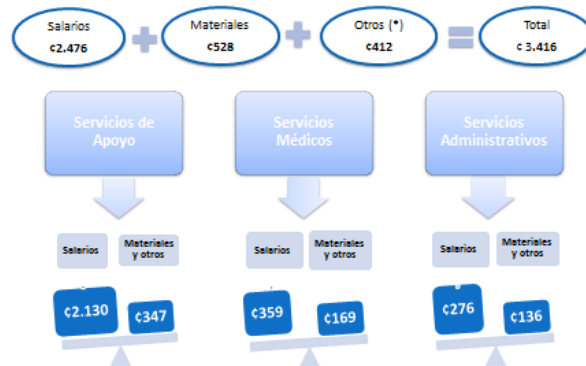 Salarios
¢2.476
Materiales
¢528
Otros (*)
¢412
Total
¢ 3.416
Servicios de
Apoyo
Servicios
Médicos
Servicios
Administrativos
Salarios
Materiales
y otros
Salarios
Materiales
y otros
Salarios
Materiales
y otros
¢2.130
¢347
¢359
¢169
¢276
¢136